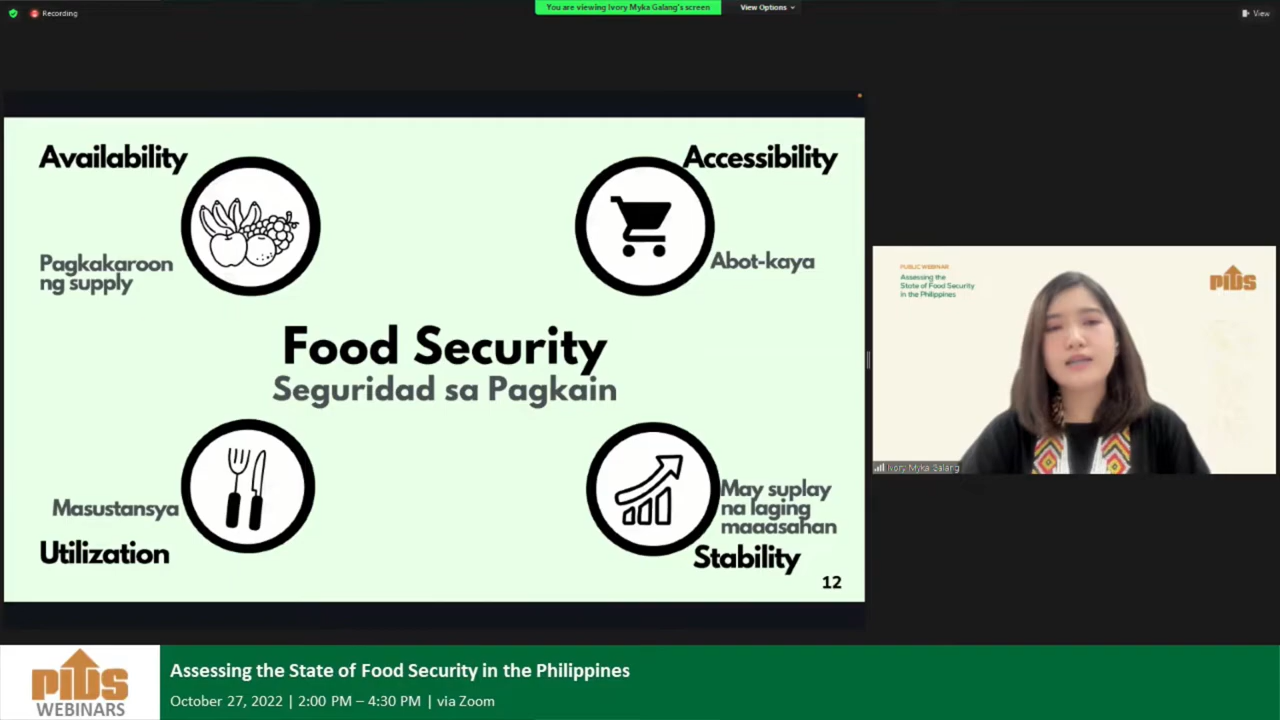 Recording
You are viewing Ivory Myka Galang's screen
View Options
View
Availability
Accessibility
Pagkakaroon
ng supply
Abot-kaya
Food Security
Seguridad sa Pagkain
Masustansya
Utilization
May suplay
na laging
maaasahan
Stability
12
PUBLIC WEBINAR
Assessing the
State of Food Security
in the Philippines
PIDS
Ivory Myka Galang
PIDS
WEBINARS
Assessing the State of Food Security in the Philippines
October 27, 2022 | 2:00 PM – 4:30 PM | via Zoom